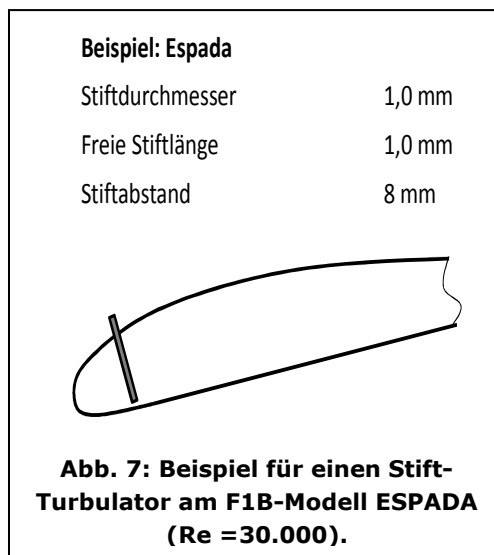 Beispiel: Espada
Stiftdurchmesser 1,0 mm
Freie Stiftlänge 1,0 mm
Stiftabstand 8 mm
Abb. 7: Beispiel für einen Stift-
Turbulator am F1B-Modell ESPADA
(Re =30.000).